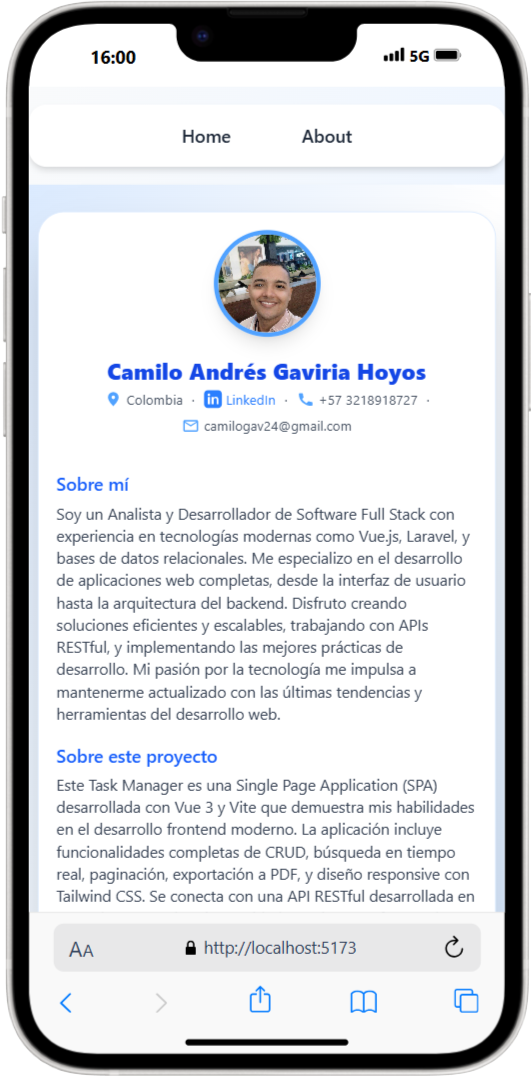 16:00 5G
Home About
Camilo Andrés Gaviria Hoyos
Colombia · in LinkedIn · +57 3218918727 ·
camilogav24@gmail.com
Sobre mí
Soy un Analista y Desarrollador de Software Full Stack con
experiencia en tecnologías modernas como Vue.js, Laravel, y
bases de datos relacionales. Me especializo en el desarrollo
de aplicaciones web completas, desde la interfaz de usuario
hasta la arquitectura del backend. Disfruto creando
soluciones eficientes y escalables, trabajando con APIs
RESTful, y implementando las mejores prácticas de
desarrollo. Mi pasión por la tecnología me impulsa a
mantenerme actualizado con las últimas tendencias y
herramientas del desarrollo web.
Sobre este proyecto
Este Task Manager es una Single Page Application (SPA)
desarrollada con Vue 3 y Vite que demuestra mis habilidades
en el desarrollo frontend moderno. La aplicación incluye
funcionalidades completas de CRUD, búsqueda en tiempo
real, paginación, exportación a PDF, y diseño responsive con
Tailwind CSS. Se conecta con una API RESTful desarrollada en
AA http://localhost:5173